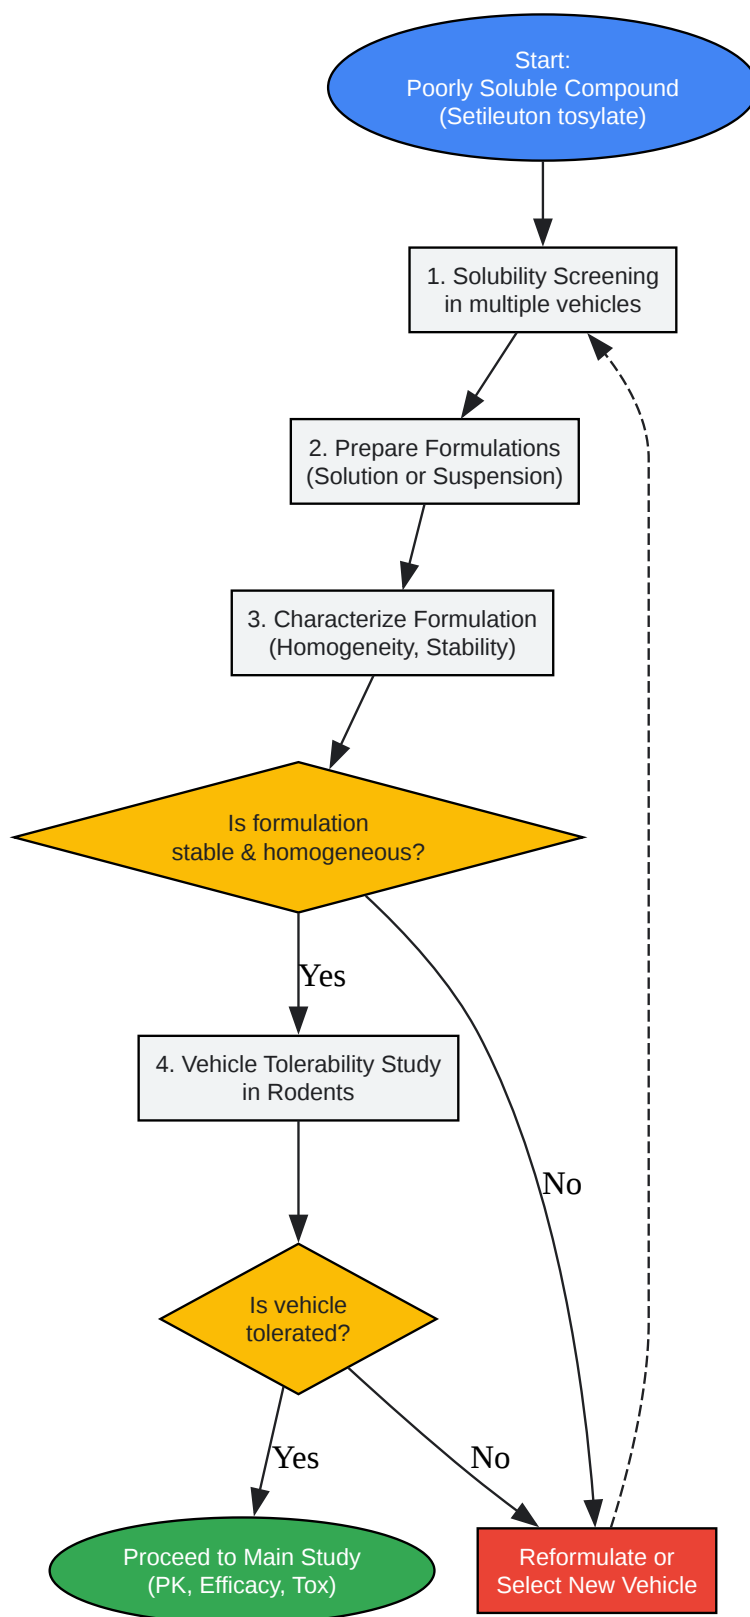 Start:
Poorly Soluble Compound
(Setileuton tosylate)
1. Solubility Screening
in multiple vehicles
2. Prepare Formulations
(Solution or Suspension)
3. Characterize Formulation
(Homogeneity, Stability)
Is formulation
stable & homogeneous?
Yes
4. Vehicle Tolerability Study
in Rodents
No
Is vehicle
tolerated?
Yes
No
Proceed to Main Study
(PK, Efficacy, Tox)
Reformulate or
Select New Vehicle